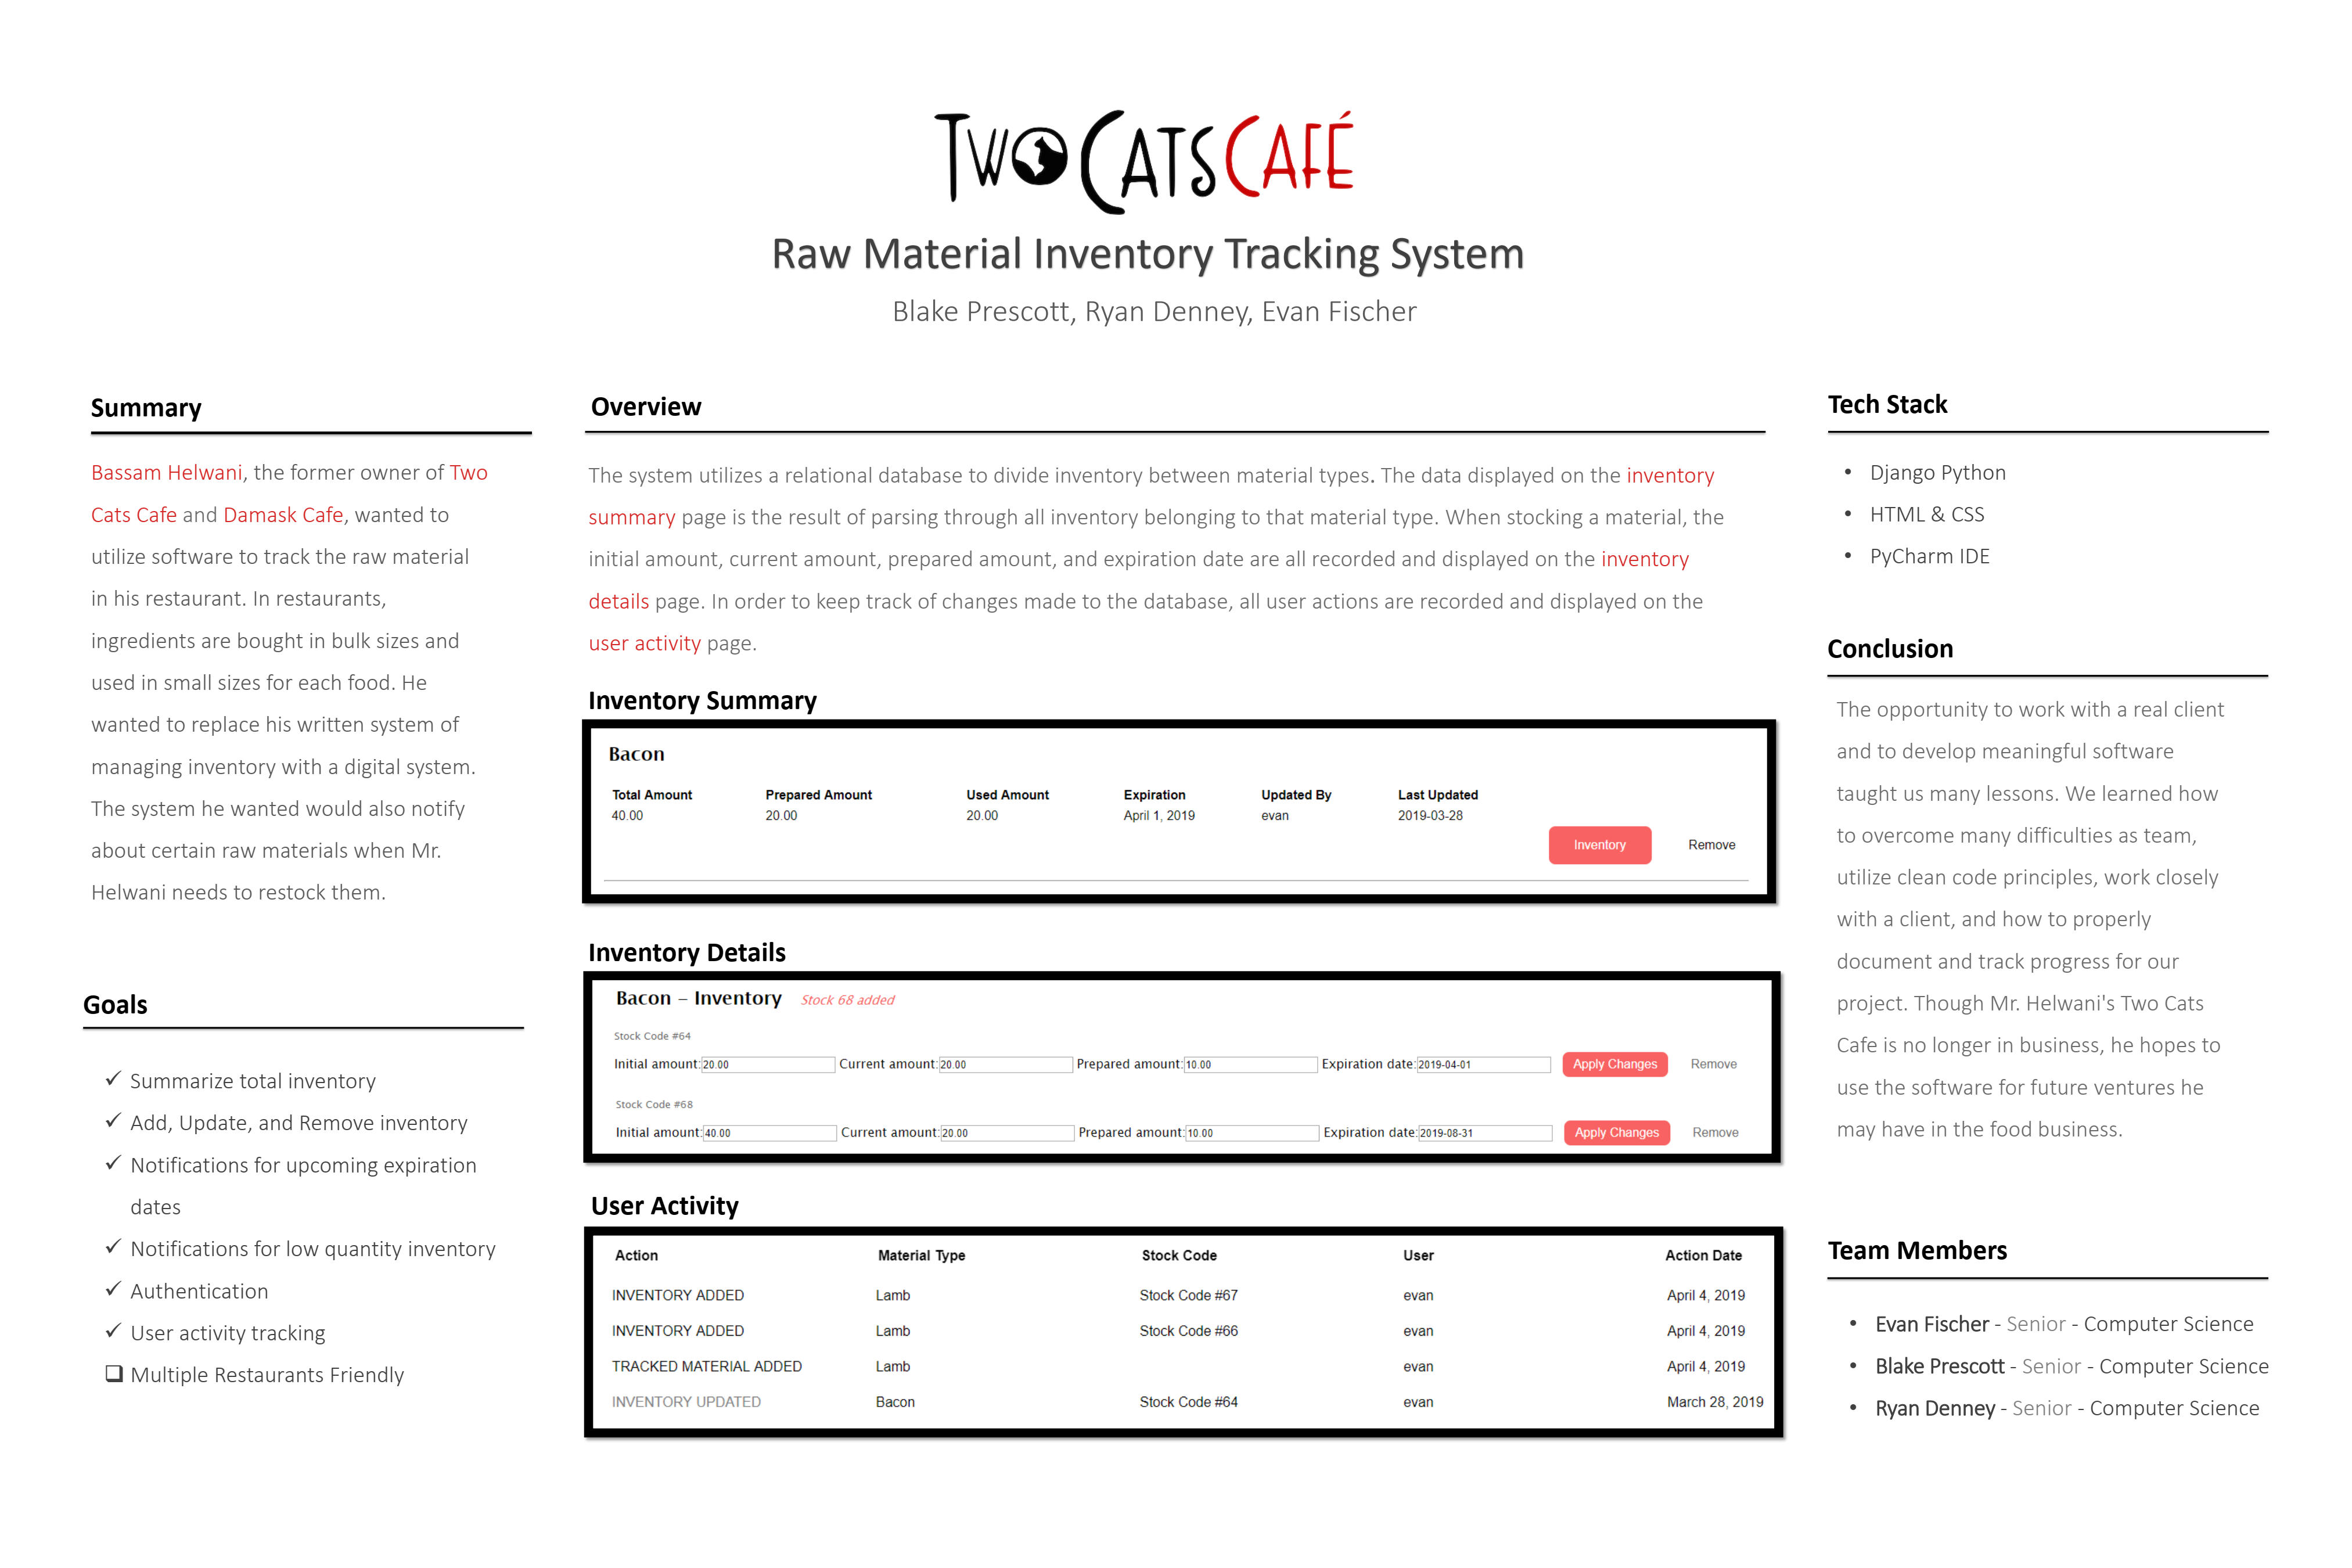 Two Cats Café
Raw Material Inventory Tracking System
Blake Prescott, Ryan Denney, Evan Fischer
Summary
Bassam Helwani, the former owner of Two
Cats Cafe and Damask Cafe, wanted to
utilize software to track the raw material
in his restaurant. In restaurants,
ingredients are bought in bulk sizes and
used in small sizes for each food. He
wanted to replace his written system of
managing inventory with a digital system.
The system he wanted would also notify
about certain raw materials when Mr.
Helwani needs to restock them.
Goals
✓ Summarize total inventory
✓ Add, Update, and Remove inventory
✓ Notifications for upcoming expiration
dates
✓ Notifications for low quantity inventory
✓ Authentication
✓ User activity tracking
❑ Multiple Restaurants Friendly
Overview
The system utilizes a relational database to divide inventory between material types. The data displayed on the inventory
summary page is the result of parsing through all inventory belonging to that material type. When stocking a material, the
initial amount, current amount, prepared amount, and expiration date are all recorded and displayed on the inventory
details page. In order to keep track of changes made to the database, all user actions are recorded and displayed on the
user activity page.
Inventory Summary
Bacon
Total Amount Prepared Amount Used Amount Expiration Updated By Last Updated
40.00 20.00 20.00 April 1, 2019 evan 2019-03-28
Inventory Remove
Inventory Details
Bacon – Inventory Stock 68 added
Stock Code #64
Initial amount: 20.00 Current amount: 20.00 Prepared amount: 10.00 Expiration date: 2019-04-01 Apply Changes Remove
Stock Code #68
Initial amount: 40.00 Current amount: 20.00 Prepared amount: 10.00 Expiration date: 2019-08-31 Apply Changes Remove
User Activity
Action Material Type Stock Code User Action Date
INVENTORY ADDED Lamb Stock Code #67 evan April 4, 2019
INVENTORY ADDED Lamb Stock Code #66 evan April 4, 2019
TRACKED MATERIAL ADDED Lamb evan April 4, 2019
INVENTORY UPDATED Bacon Stock Code #64 evan March 28, 2019
Tech Stack
• Django Python
• HTML & CSS
• PyCharm IDE
Conclusion
The opportunity to work with a real client
and to develop meaningful software
taught us many lessons. We learned how
to overcome many difficulties as team,
utilize clean code principles, work closely
with a client, and how to properly
document and track progress for our
project. Though Mr. Helwani's Two Cats
Cafe is no longer in business, he hopes to
use the software for future ventures he
may have in the food business.
Team Members
• Evan Fischer - Senior - Computer Science
• Blake Prescott - Senior - Computer Science
• Ryan Denney - Senior - Computer Science